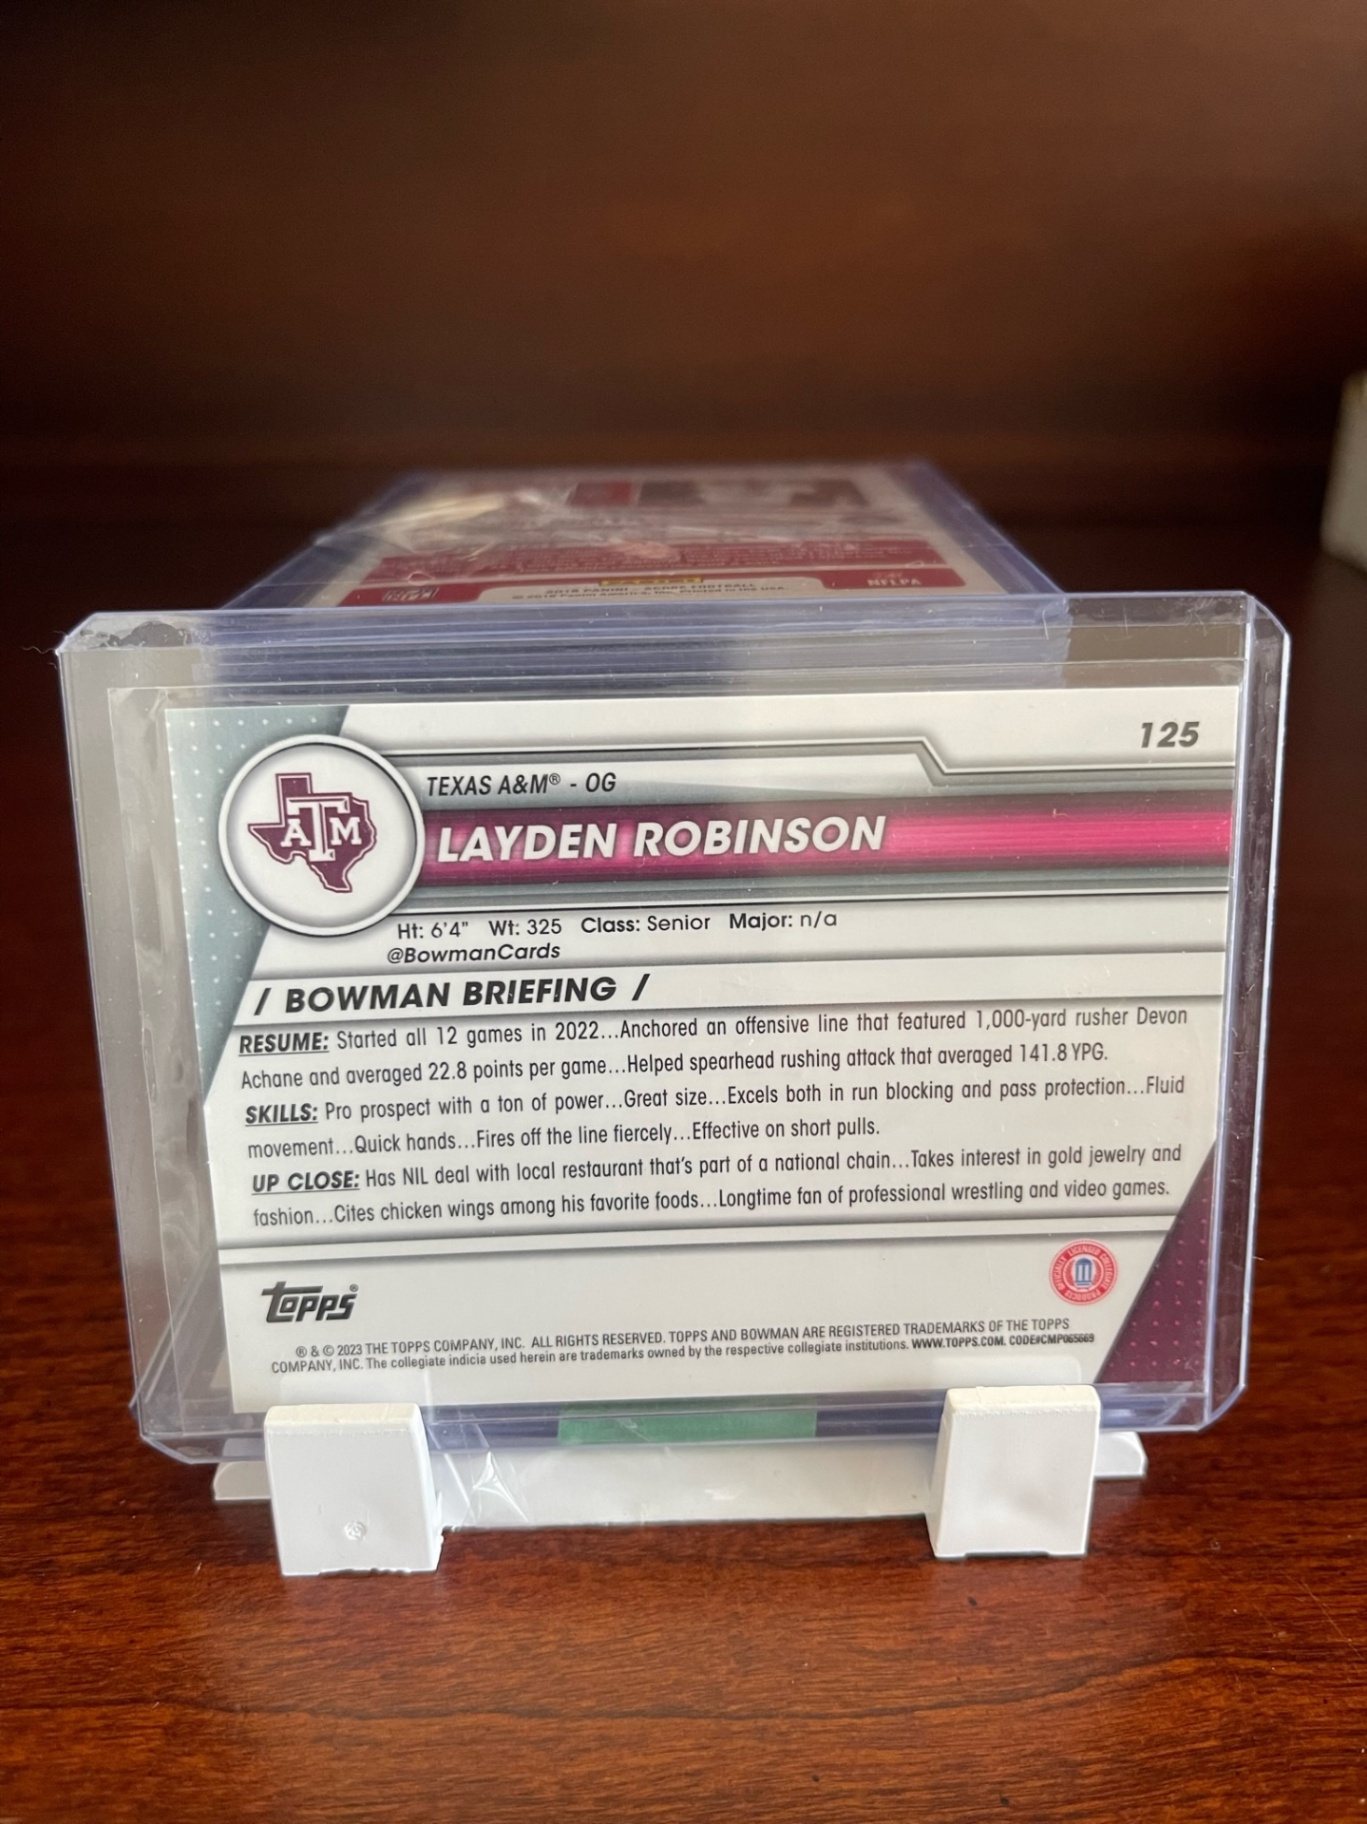 NFLPA
125
A T M
TEXAS A&M® - OG
LAYDEN ROBINSON
Ht: 6'4" Wt: 325 Class: Senior Major: n/a
@BowmanCards
/ BOWMAN BRIEFING /
RESUME: Started all 12 games in 2022...Anchored an offensive line that featured 1,000-yard rusher Devon
Achane and averaged 22.8 points per game...Helped spearhead rushing attack that averaged 141.8 YPG.
SKILLS: Pro prospect with a ton of power...Great size...Excels both in run blocking and pass protection...Fluid
movement...Quick hands...Fires off the line fiercely...Effective on short pulls.
UP CLOSE: Has NIL deal with local restaurant that's part of a national chain...Takes interest in gold jewelry and
fashion...Cites chicken wings among his favorite foods...Longtime fan of professional wrestling and video games.
Topps®
OFFICIALLY LICENSED COLLEGIATE PRODUCTS
® & © 2023 THE TOPPS COMPANY, INC. ALL RIGHTS RESERVED. TOPPS AND BOWMAN ARE REGISTERED TRADEMARKS OF THE TOPPS
COMPANY, INC. The collegiate indicia used herein are trademarks owned by the respective collegiate institutions. WWW.TOPPS.COM. CODE#CMP065669